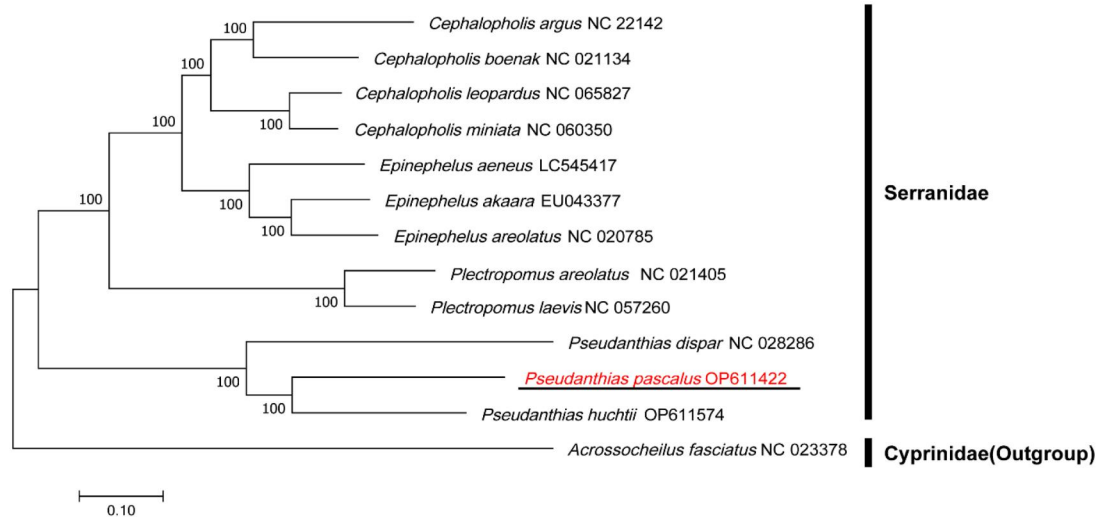 100
Cephalopholis argus NC 22142
Cephalopholis boenak NC 021134
100
100
Cephalopholis leopardus NC 065827
100
Cephalopholis miniata NC 060350
100
Epinephelus aeneus LC545417
100
Epinephelus akaara EU043377
100
Epinephelus areolatus NC 020785
100
Plectropomus areolatus NC 021405
100
Plectropomus laevis NC 057260
Pseudanthias dispar NC 028286
100
Pseudanthias pascalus OP611422
100
Pseudanthias huchtii OP611574
Acrossocheilus fasciatus NC 023378
Serranidae
Cyprinidae(Outgroup)
0.10